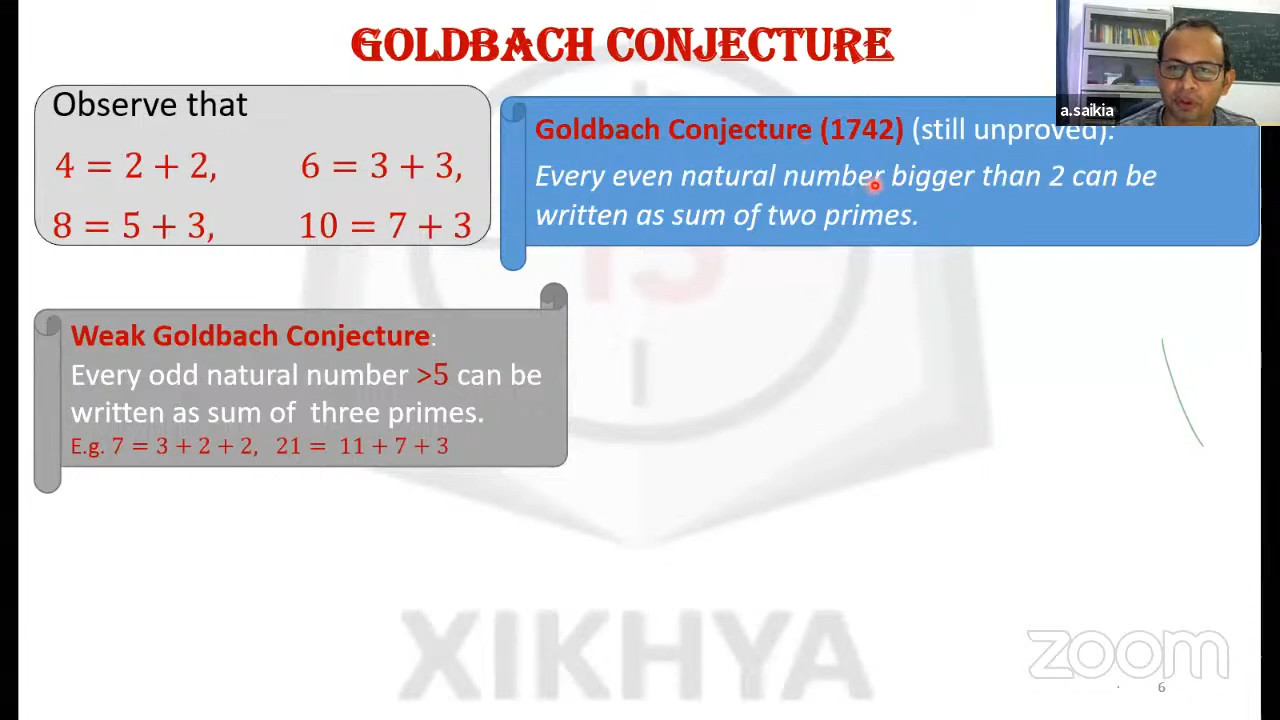 GOLDBACH CONJECTURE
a.saikia
Observe that
4 = 2 + 2, 6 = 3 + 3,
8 = 5 + 3, 10 = 7 + 3
Goldbach Conjecture (1742) (still unproved):
Every even natural number bigger than 2 can be
written as sum of two primes.
Weak Goldbach Conjecture:
Every odd natural number >5 can be
written as sum of three primes.
E.g. 7 = 3 + 2 + 2, 21 = 11 + 7 + 3
XIKHYA
zoom
6